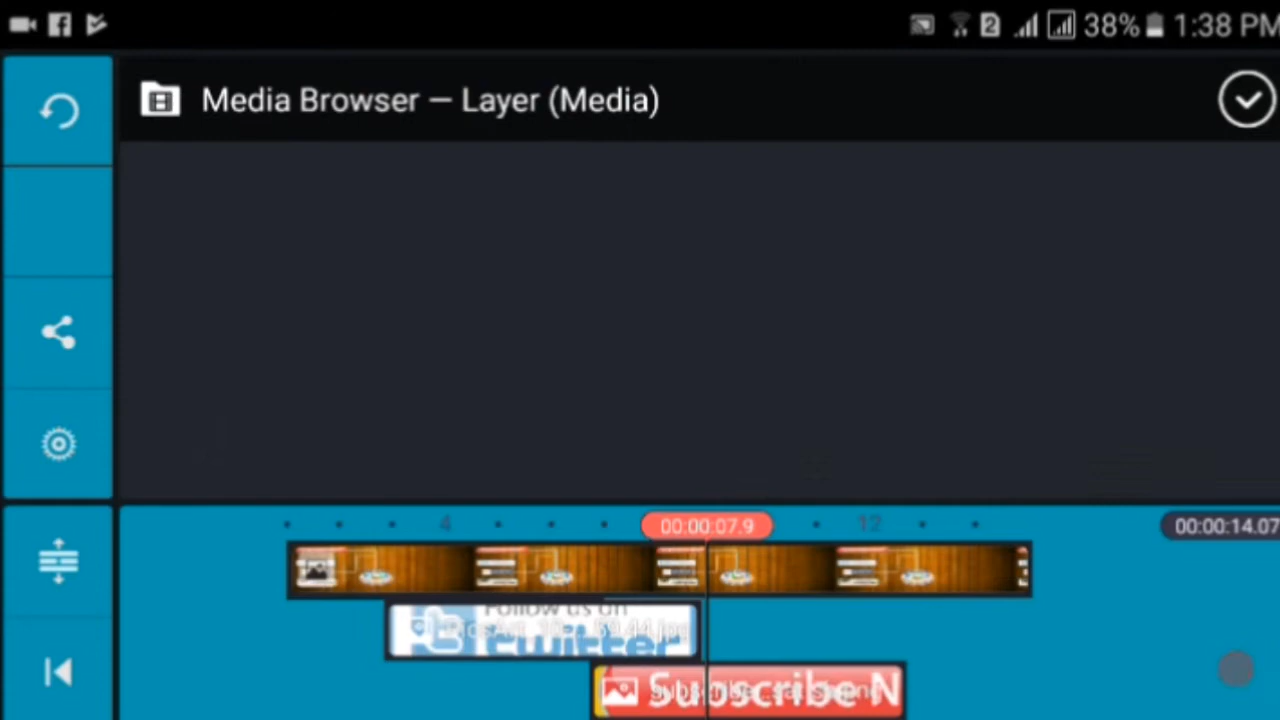 2 38% 1:38 PM
Media Browser — Layer (Media)
4 00:00:07.9 12 00:00:14.07
Follow us on
twitter
Subscribe N